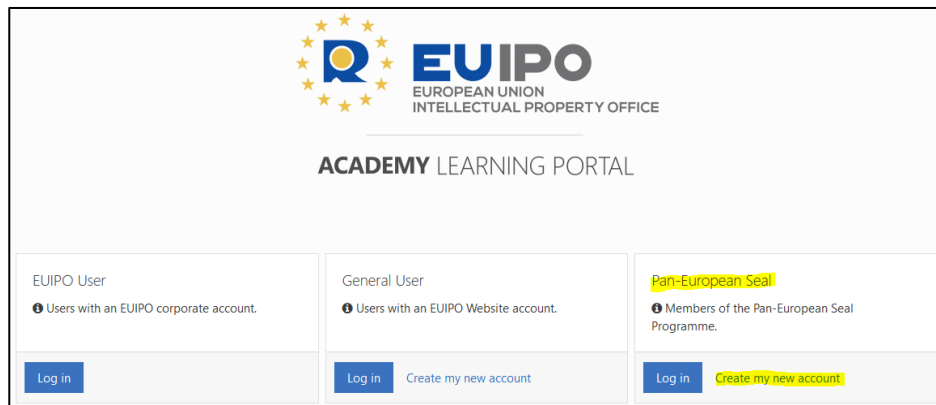 EUIPO
EUROPEAN UNION
INTELLECTUAL PROPERTY OFFICE
ACADEMY LEARNING PORTAL
EUIPO User
Users with an EUIPO corporate account.
Log in
General User
Users with an EUIPO Website account.
Log in Create my new account
Pan-European Seal
Members of the Pan-European Seal
Programme.
Log in Create my new account